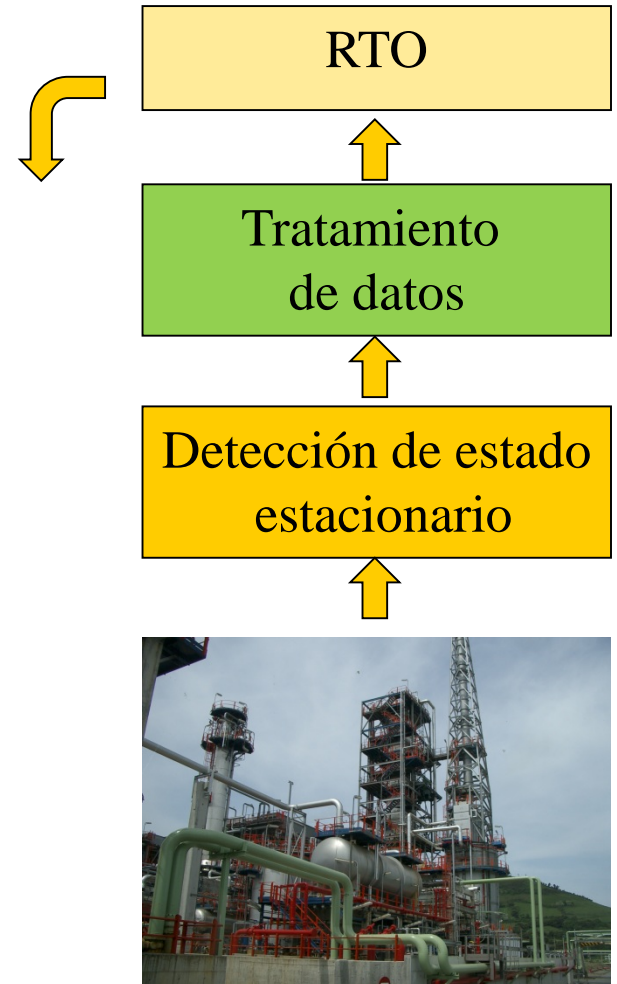 RTO
Tratamiento
de datos
Detección de estado
estacionario